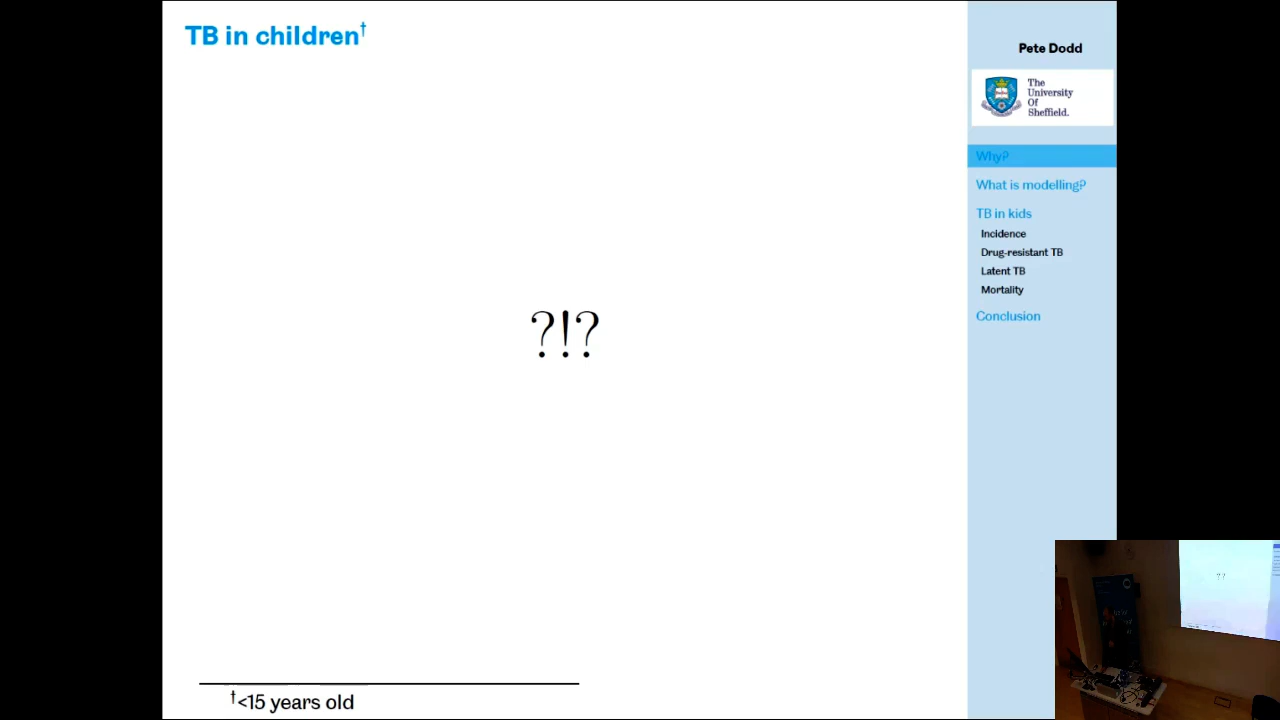 TB in children†
?!?
†<15 years old
Pete Dodd
The
University
Of
Sheffield.
Why?
What is modelling?
TB in kids
Incidence
Drug-resistant TB
Latent TB
Mortality
Conclusion